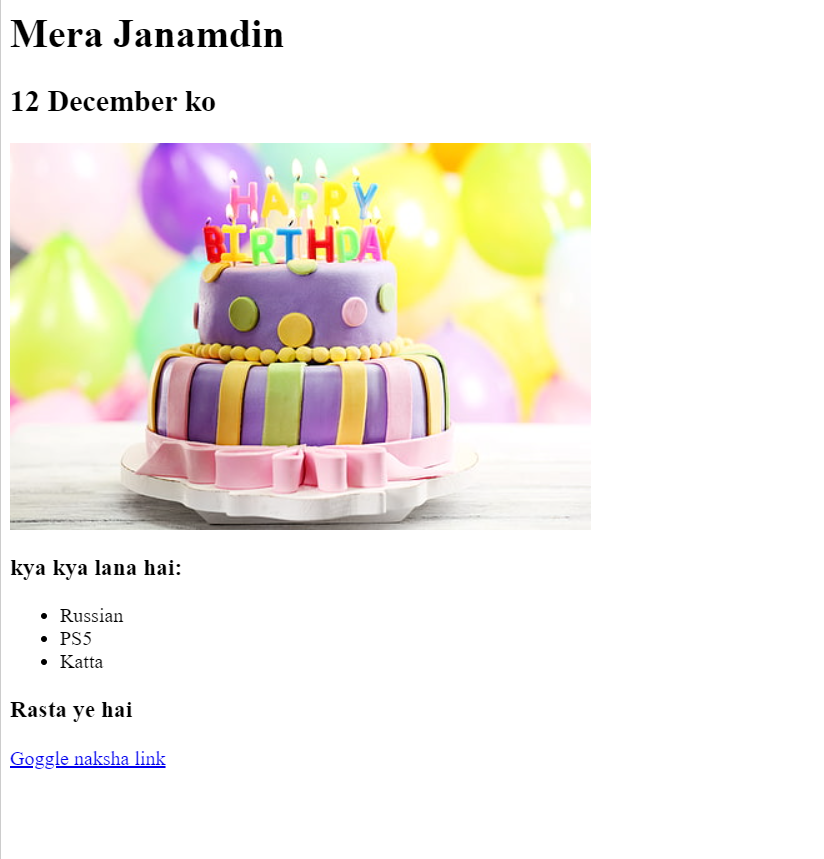 Mera Janamdin
12 December ko
HAPPY
BIRTHDAY
kya kya lana hai:
Russian
PS5
Katta
Rasta ye hai
Goggle naksha link